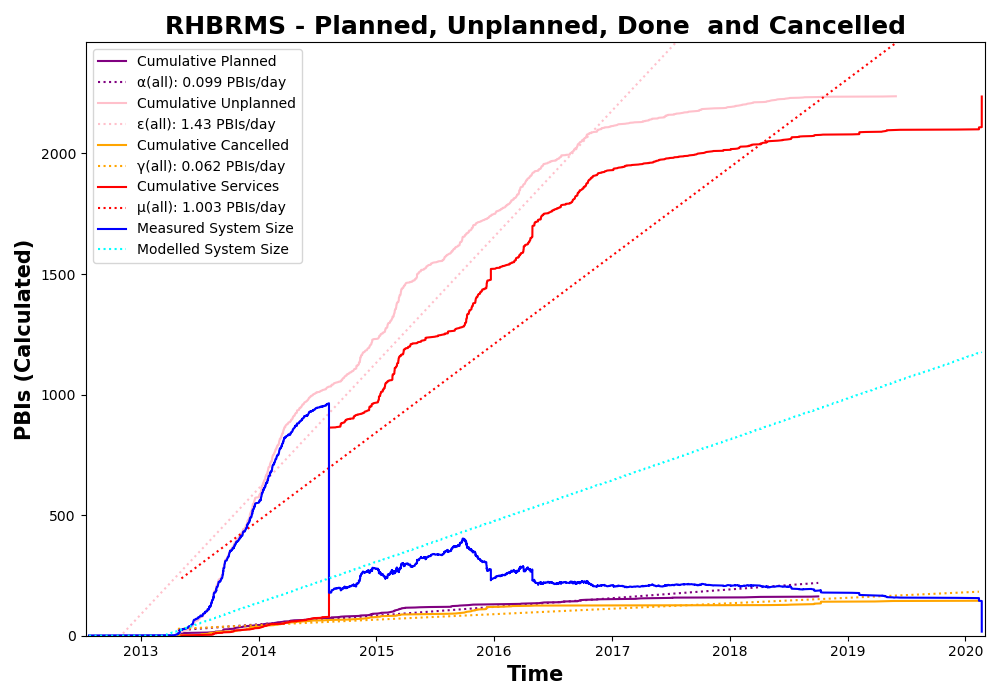 RHBRMS - Planned, Unplanned, Done  and Cancelled
Cumulative Planned
α(all): 0.099 PBIs/day
Cumulative Unplanned
ε(all): 1.43 PBIs/day
Cumulative Cancelled
γ(all): 0.062 PBIs/day
Cumulative Services
μ(all): 1.003 PBIs/day
Measured System Size
Modelled System Size
PBIs (Calculated)
2000
1500
1000
500
0
2013 2014 2015 2016 2017 2018 2019 2020
Time